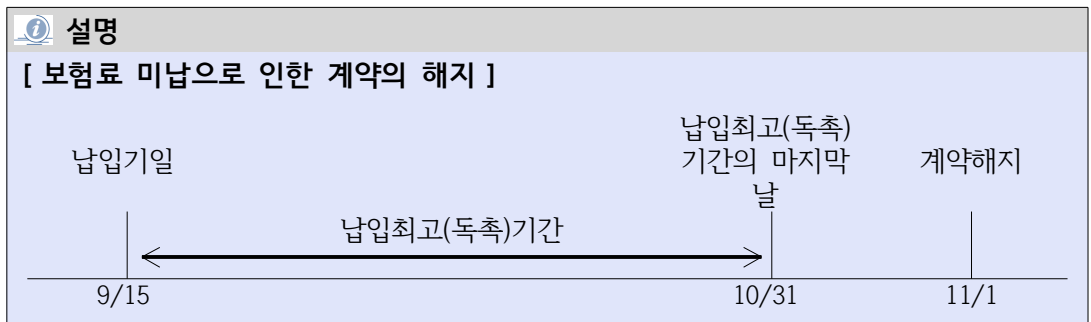 설명
[ 보험료 미납으로 인한 계약의 해지 ]
납입기일
납입최고(독촉)
기간의 마지막
날
계약해지
납입최고(독촉)기간
9/15
10/31
11/1